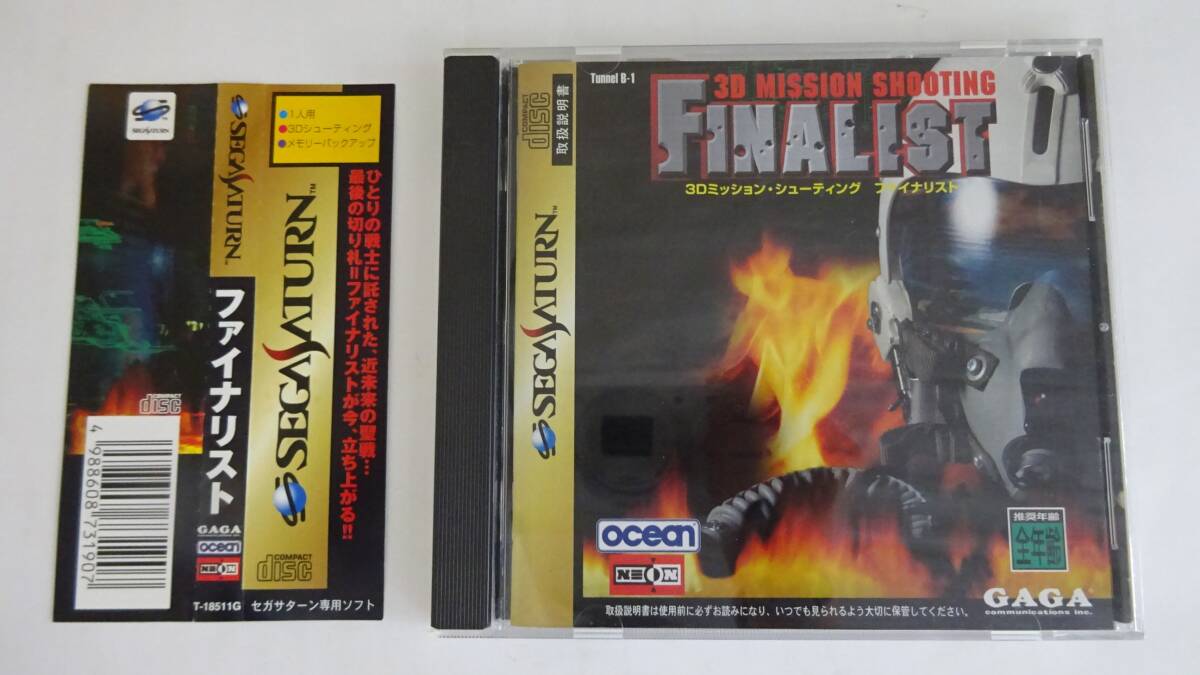 SEGASATURN
SEGASATURN™
ファイナリスト
COMPACT
disc
4988608731907
GAGA
ocean
NEON
T-18511G
●1人用
●3Dシューティング
●メモリーバックアップ
SEGASATURN™
ひとりの戦士に託された、近未来の聖戦…
最後の切り札=ファイナリストが今、立ち上がる!!
COMPACT
disc
セガサターン専用ソフト
COMPACT
disc
取扱説明書
SEGASATURN™
Tunnel B-1
3D MISSION SHOOTING
FINALIST
3Dミッション・シューティング ファイナリスト
ocean
NEON
推奨年齢
全年齢
GAGA
communications inc.
取扱説明書は使用前に必ずお読みになり、いつでも見られるよう大切に保管してください。